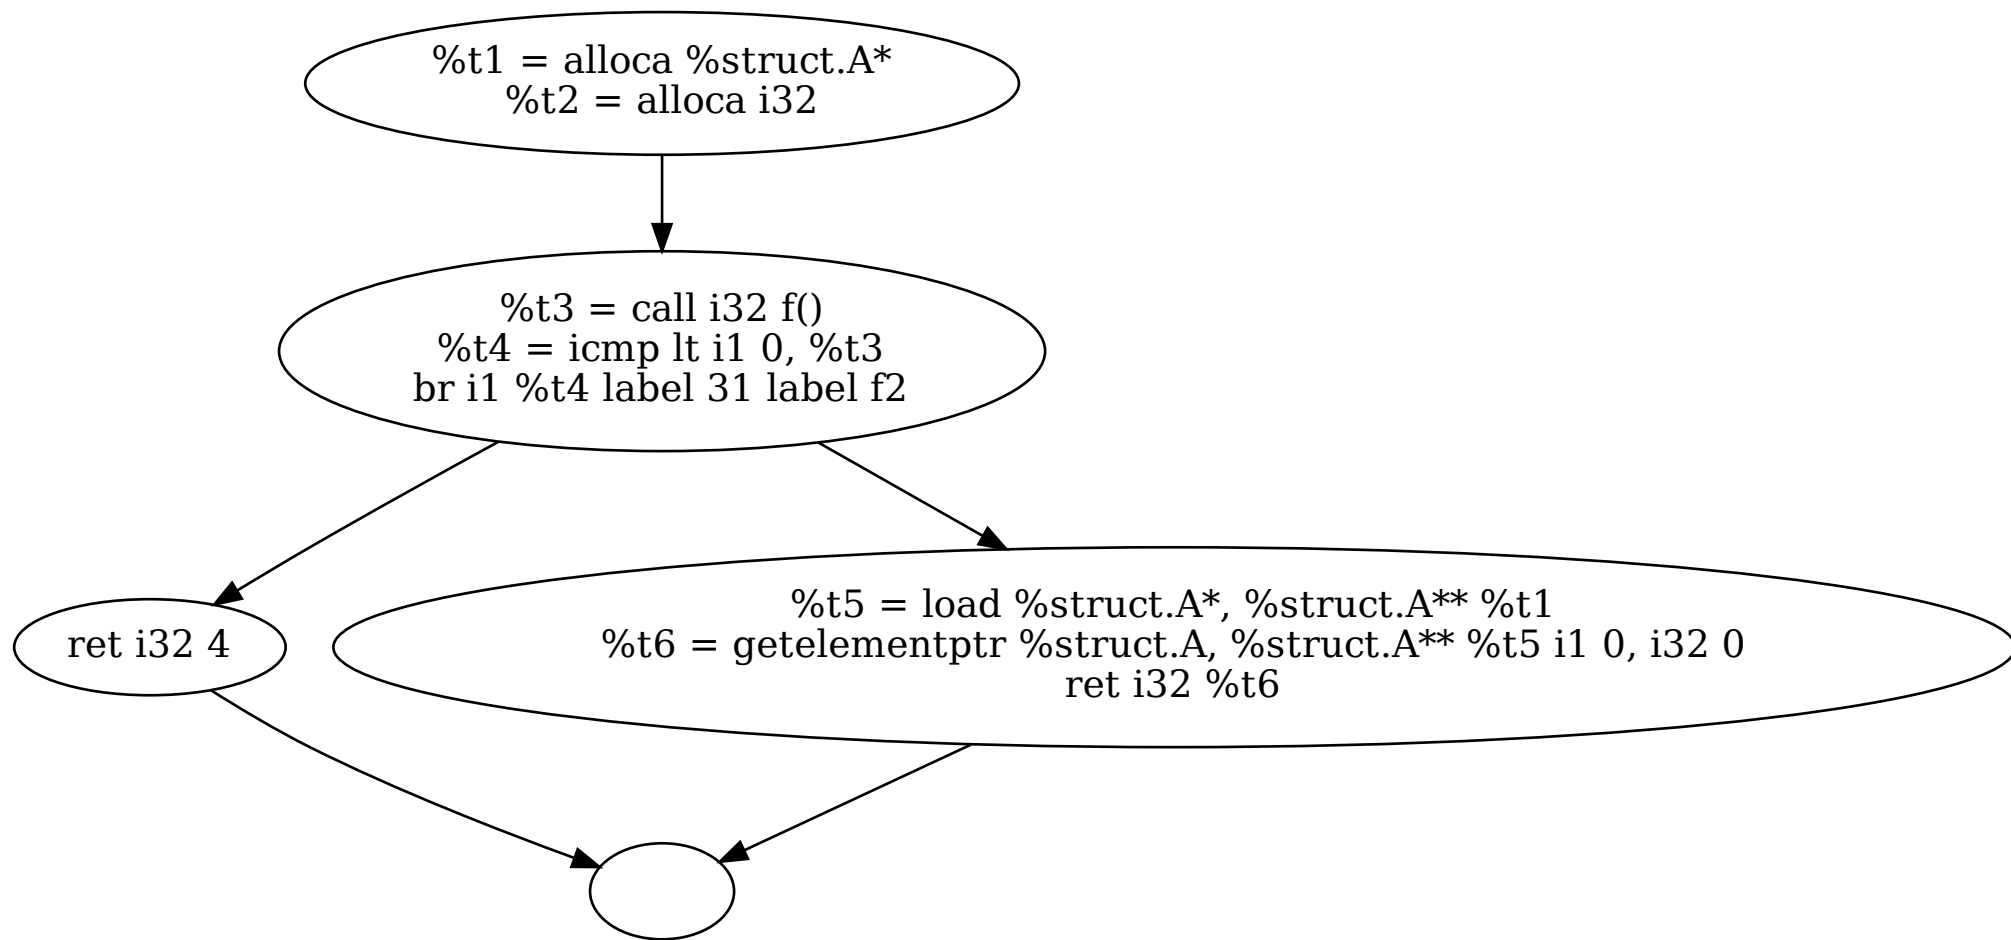 %t1 = alloca %struct.A*
%t2 = alloca i32
%t3 = call i32 f()
%t4 = icmp lt i1 0, %t3
br i1 %t4 label 31 label f2
ret i32 4
%t5 = load %struct.A*, %struct.A** %t1
%t6 = getelementptr %struct.A, %struct.A** %t5 i1 0, i32 0
ret i32 %t6